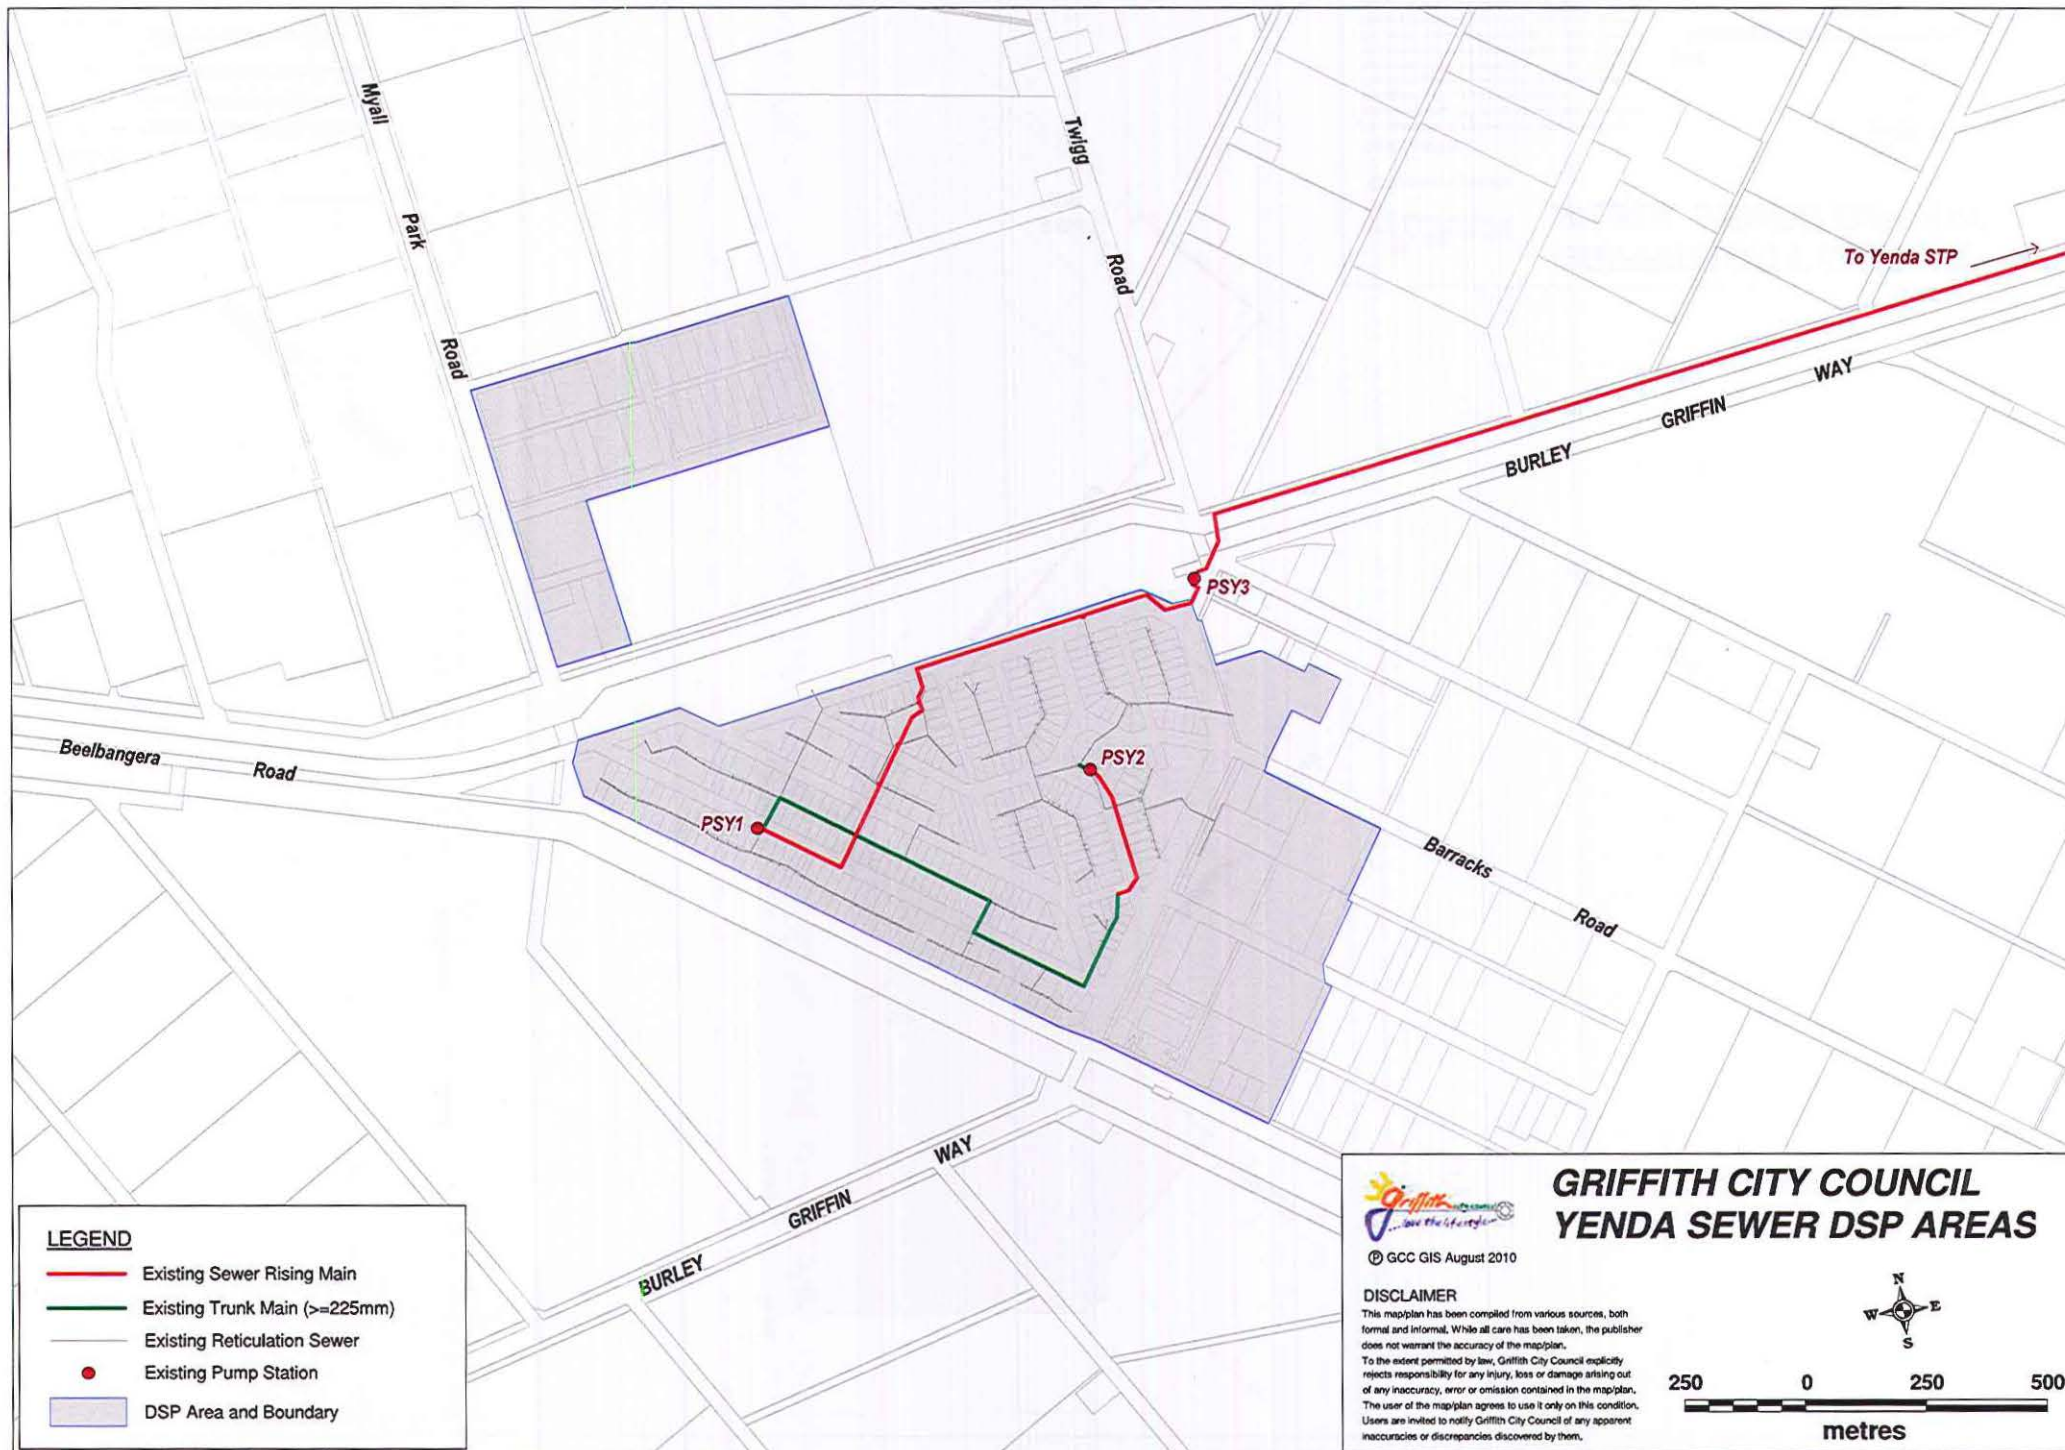 Myall
Park
Road
Twigg
Road
To Yenda STP
BURLEY GRIFFIN WAY
PSY3
PSY2
PSY1
Beelbangera Road
Barracks Road
BURLEY GRIFFIN WAY
LEGEND
Existing Sewer Rising Main
Existing Trunk Main (>=225mm)
Existing Reticulation Sewer
Existing Pump Station
DSP Area and Boundary
GRIFFITH CITY COUNCIL
YENDA SEWER DSP AREAS
Griffith
...love the lifestyle
Ⓟ GCC GIS August 2010
DISCLAIMER
This map/plan has been compiled from various sources, both
formal and informal. While all care has been taken, the publisher
does not warrant the accuracy of the map/plan.
To the extent permitted by law, Griffith City Council explicitly
rejects responsibility for any injury, loss or damage arising out
of any inaccuracy, error or omission contained in the map/plan.
The user of the map/plan agrees to use it only on this condition.
Users are invited to notify Griffith City Council of any apparent
inaccuracies or discrepancies discovered by them.
N
W E
S
250 0 250 500
metres